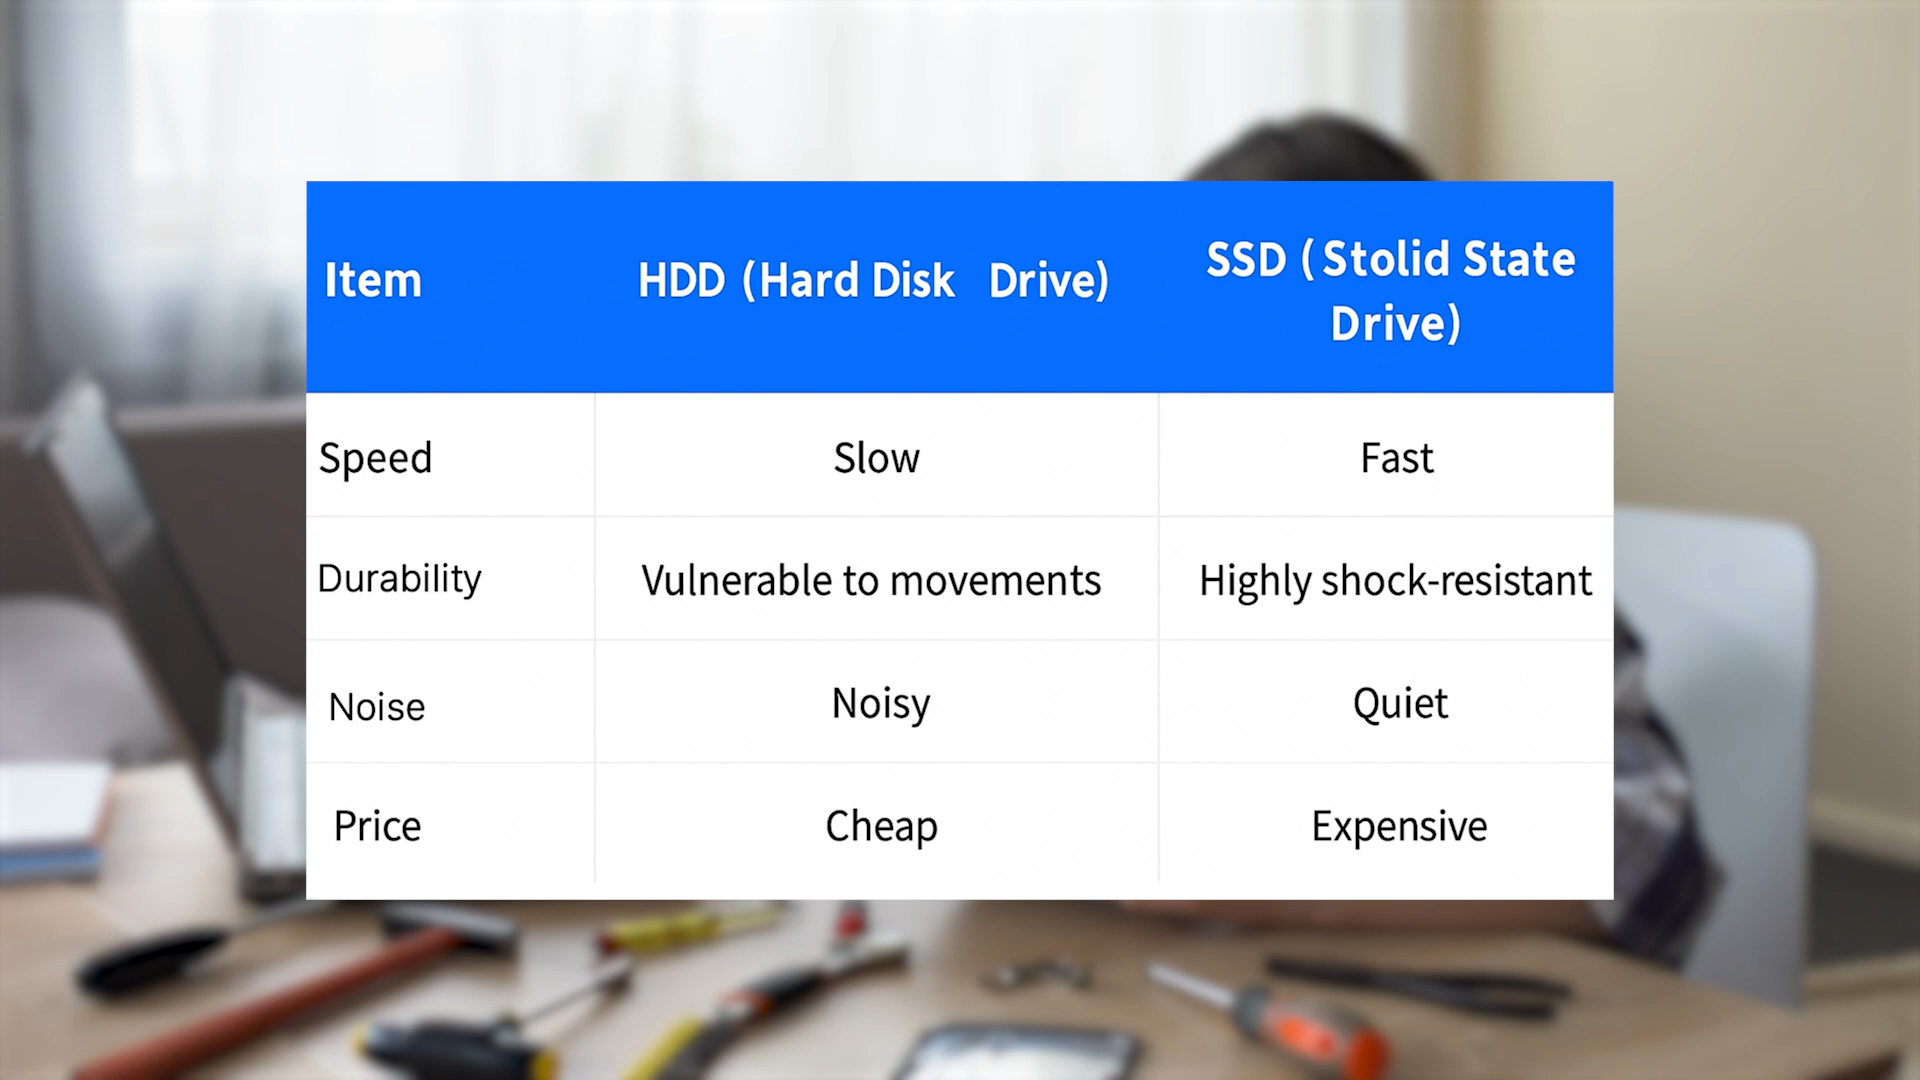 Item HDD (Hard Disk Drive) SSD (Stolid State
Drive)
Speed Slow Fast
Durability Vulnerable to movements Highly shock-resistant
Noise Noisy Quiet
Price Cheap Expensive